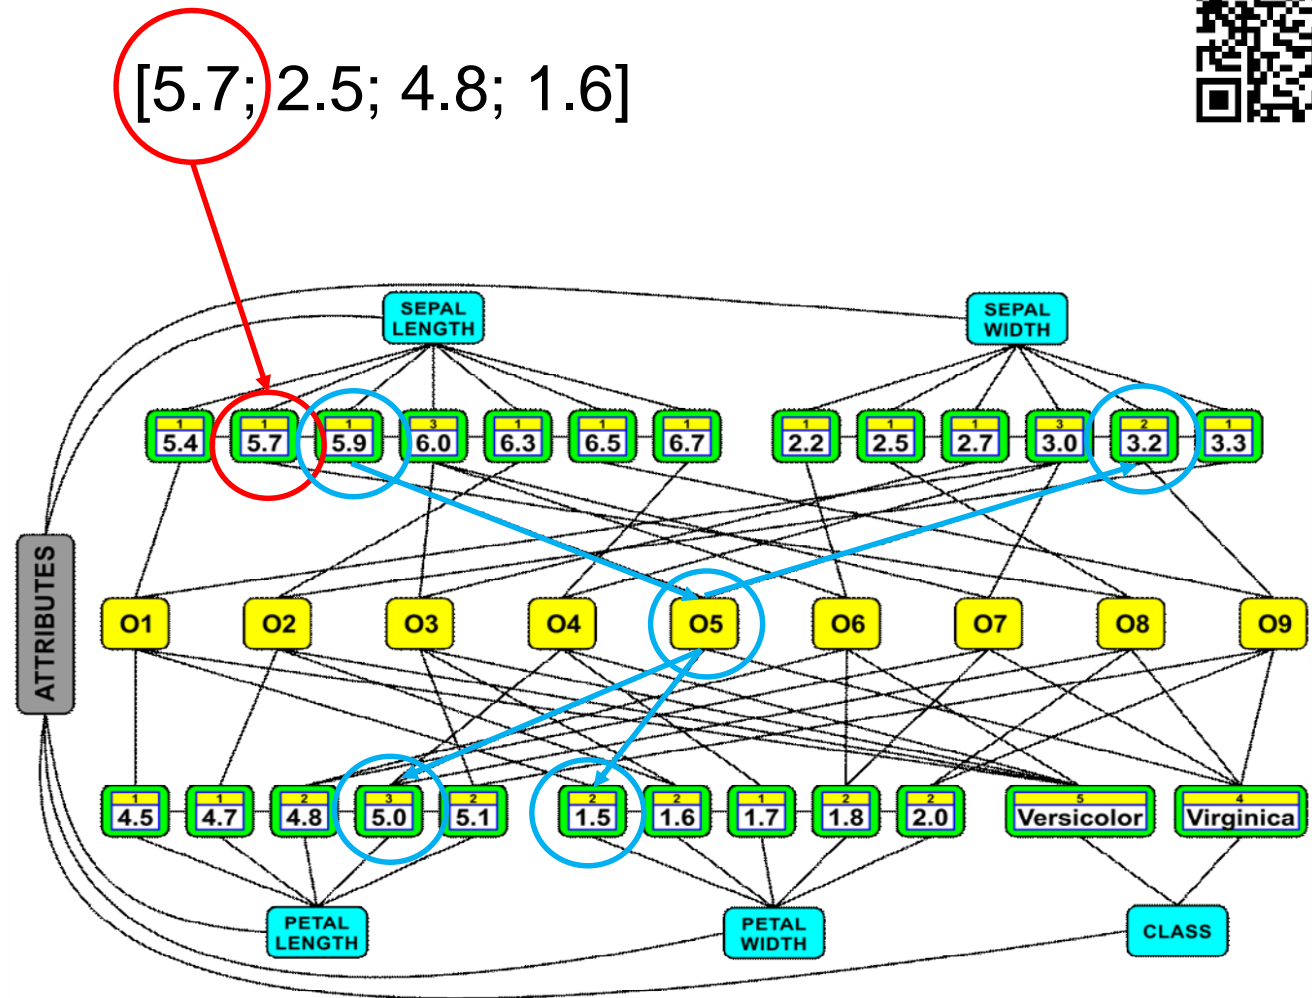 [5.7; 2.5; 4.8; 1.6]
SEPAL
LENGTH
SEPAL
WIDTH
1 1 1 3 1 1 1 1 1 1 3 2 1
5.4 5.7 5.9 6.0 6.3 6.5 6.7 2.2 2.5 2.7 3.0 3.2 3.3
ATTRIBUTES
O1 O2 O3 O4 O5 O6 O7 O8 O9
1 1 2 3 2 2 2 1 2 2 5 4
4.5 4.7 4.8 5.0 5.1 1.5 1.6 1.7 1.8 2.0 Versicolor Virginica
PETAL
LENGTH
PETAL
WIDTH
CLASS